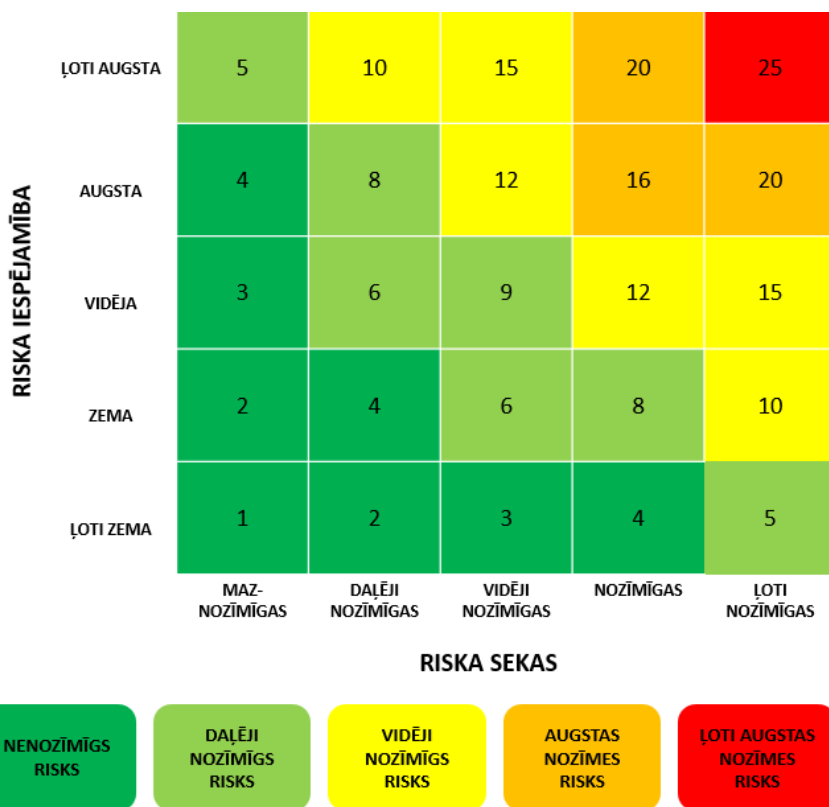 ĻOTI AUGSTA
5
10
15
20
25
AUGSTA
4
8
12
16
20
RISKA IESPĒJAMĪBA
VIDĒJA
3
6
9
12
15
ZEMA
2
4
6
8
10
ĻOTI ZEMA
1
2
3
4
5
MAZ-
NOZĪMĪGAS
DAĻĒJI
NOZĪMĪGAS
VIDĒJI
NOZĪMĪGAS
NOZĪMĪGAS
ĻOTI
NOZĪMĪGAS
RISKA SEKAS
NENOZĪMĪGS
RISKS
DAĻĒJI
NOZĪMĪGS
RISKS
VIDĒJI
NOZĪMĪGS
RISKS
AUGSTAS
NOZĪMES
RISKS
ĻOTI AUGSTAS
NOZĪMES
RISKS